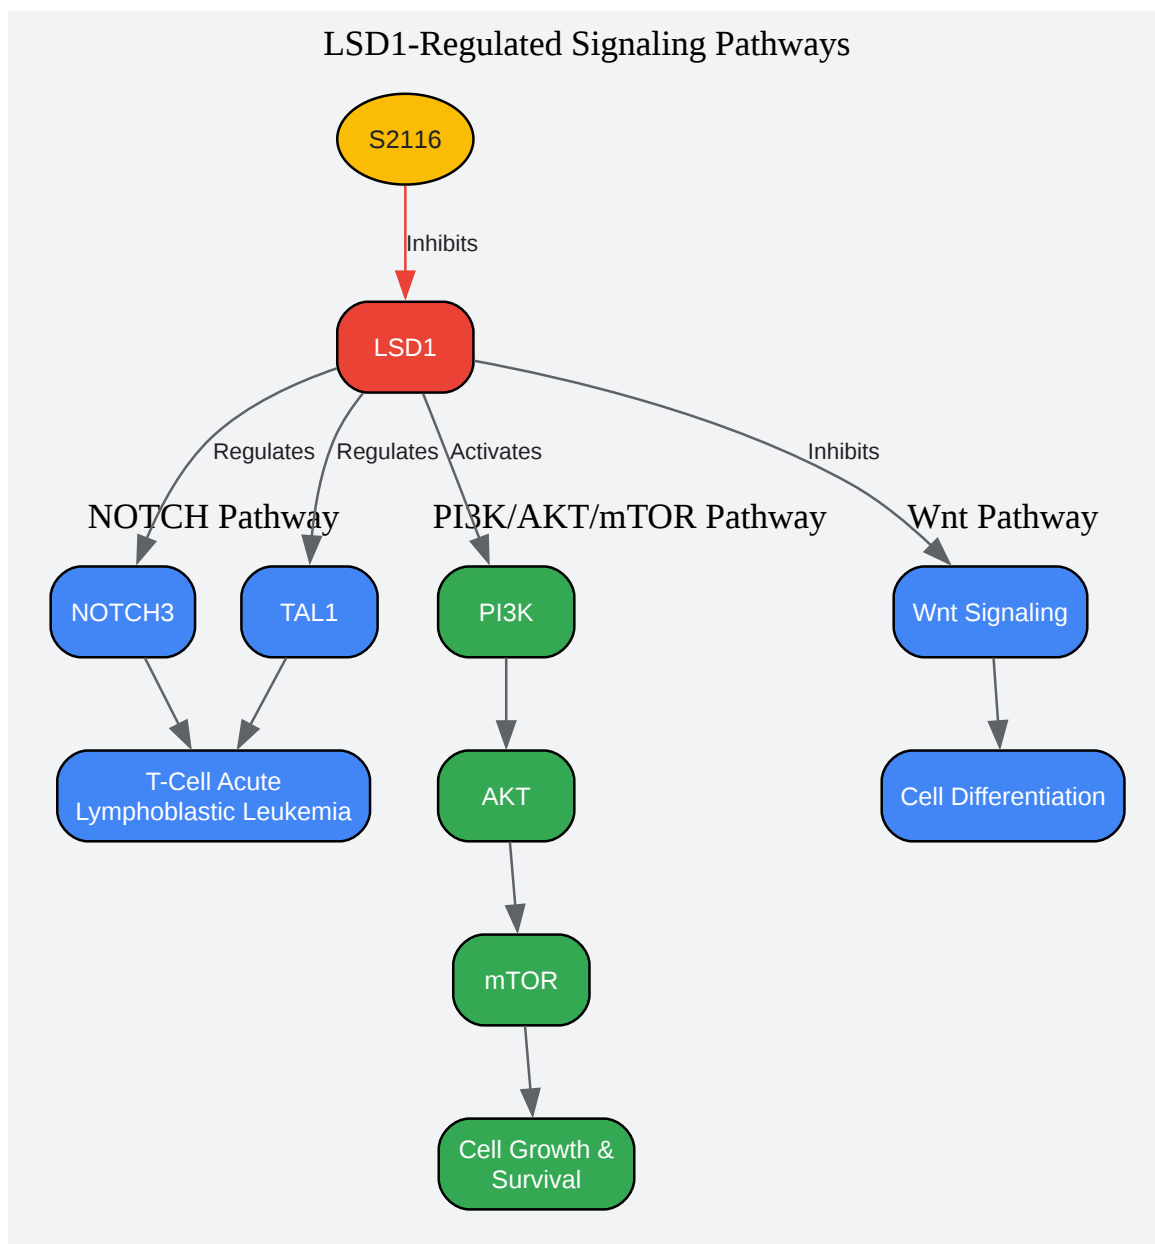 LSD1-Regulated Signaling Pathways
S2116
Inhibits
LSD1
Regulates
Regulates
Activates
Inhibits
NOTCH Pathway
PI3K/AKT/mTOR Pathway
Wnt Pathway
NOTCH3
TAL1
PI3K
Wnt Signaling
T-Cell Acute
Lymphoblastic Leukemia
AKT
Cell Differentiation
mTOR
Cell Growth &
Survival